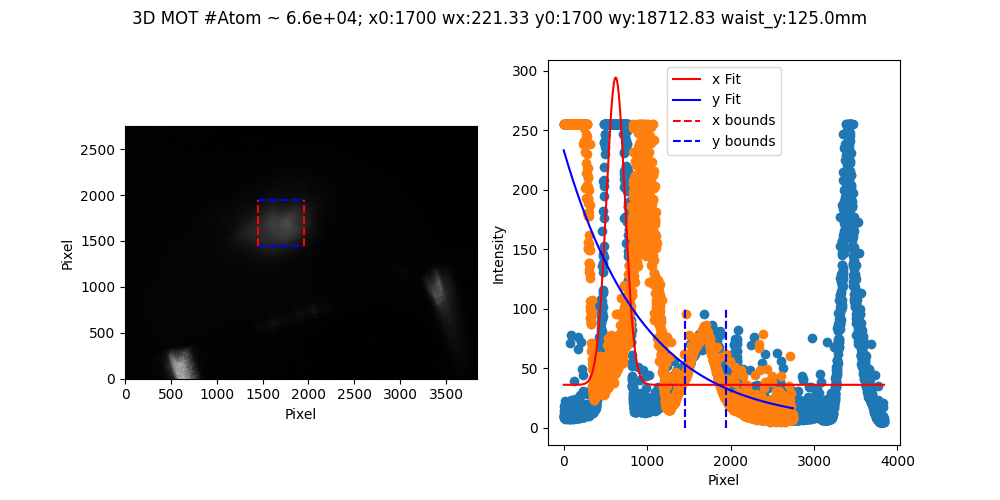 3D MOT #Atom ~ 6.6e+04; x0:1700 wx:221.33 y0:1700 wy:18712.83 waist_y:125.0mm
2500
2000
1500
1000
500
0
Pixel
0 500 1000 1500 2000 2500 3000 3500
Pixel
300
250
200
150
100
50
0
Intensity
x Fit
y Fit
x bounds
y bounds
0 1000 2000 3000 4000
Pixel